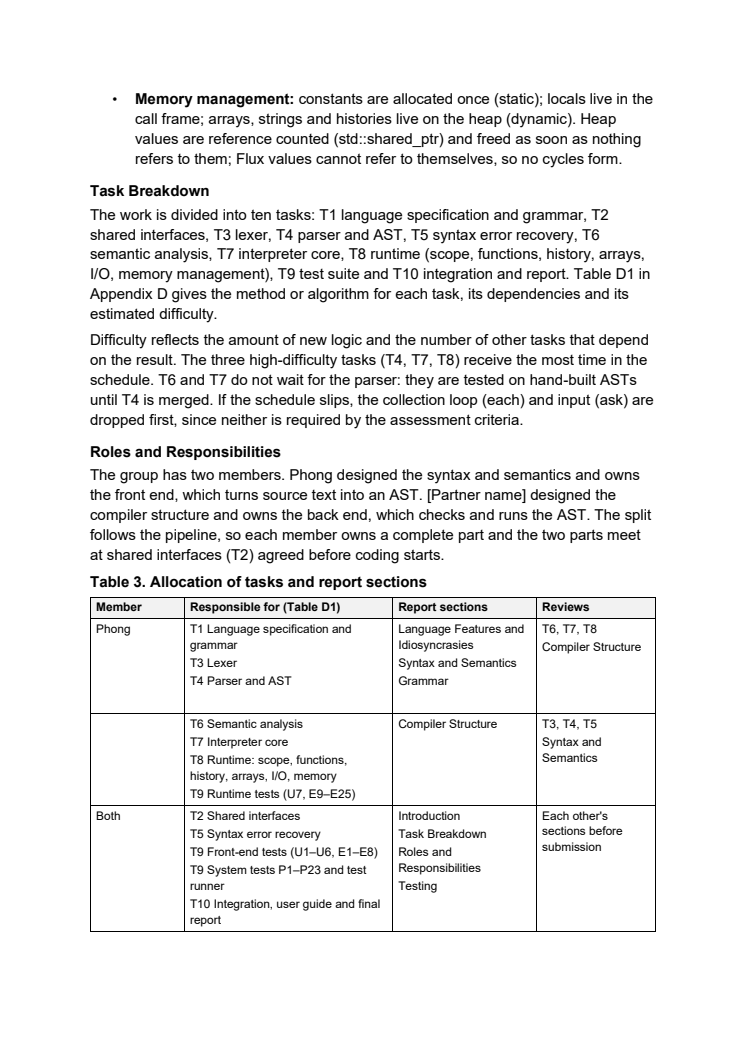 • Memory management: constants are allocated once (static); locals live in the
call frame; arrays, strings and histories live on the heap (dynamic). Heap
values are reference counted (std::shared_ptr) and freed as soon as nothing
refers to them; Flux values cannot refer to themselves, so no cycles form.
Task Breakdown
The work is divided into ten tasks: T1 language specification and grammar, T2
shared interfaces, T3 lexer, T4 parser and AST, T5 syntax error recovery, T6
semantic analysis, T7 interpreter core, T8 runtime (scope, functions, history, arrays,
I/O, memory management), T9 test suite and T10 integration and report. Table D1 in
Appendix D gives the method or algorithm for each task, its dependencies and its
estimated difficulty.
Difficulty reflects the amount of new logic and the number of other tasks that depend
on the result. The three high-difficulty tasks (T4, T7, T8) receive the most time in the
schedule. T6 and T7 do not wait for the parser: they are tested on hand-built ASTs
until T4 is merged. If the schedule slips, the collection loop (each) and input (ask) are
dropped first, since neither is required by the assessment criteria.
Roles and Responsibilities
The group has two members. Phong designed the syntax and semantics and owns
the front end, which turns source text into an AST. [Partner name] designed the
compiler structure and owns the back end, which checks and runs the AST. The split
follows the pipeline, so each member owns a complete part and the two parts meet
at shared interfaces (T2) agreed before coding starts.
Table 3. Allocation of tasks and report sections
Member Responsible for (Table D1) Report sections Reviews
Phong
T1 Language specification and
grammar
T3 Lexer
T4 Parser and AST
Language Features and
Idiosyncrasies
Syntax and Semantics
Grammar
T6, T7, T8
Compiler Structure
T6 Semantic analysis
T7 Interpreter core
T8 Runtime: scope, functions,
history, arrays, I/O, memory
T9 Runtime tests (U7, E9–E25)
Compiler Structure
T3, T4, T5
Syntax and
Semantics
Both
T2 Shared interfaces
T5 Syntax error recovery
T9 Front-end tests (U1–U6, E1–E8)
T9 System tests P1–P23 and test
runner
T10 Integration, user guide and final
report
Introduction
Task Breakdown
Roles and
Responsibilities
Testing
Each other's
sections before
submission